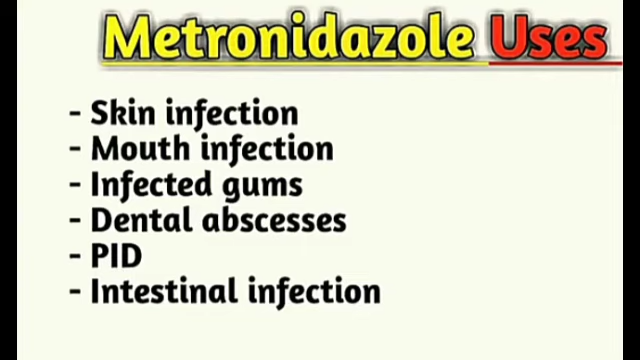 Metronidazole Uses
- Skin infection
- Mouth infection
- Infected gums
- Dental abscesses
- PID
- Intestinal infection